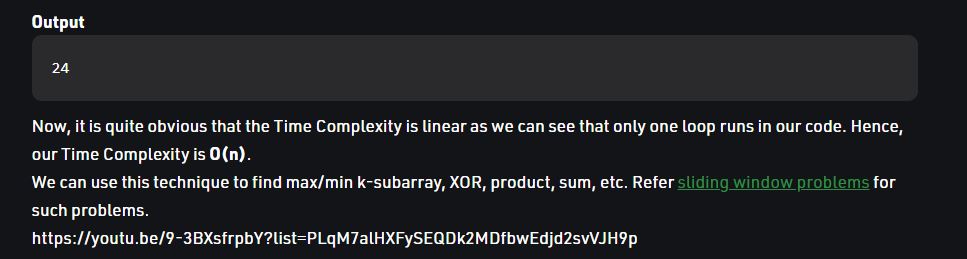 Output
24
Now, it is quite obvious that the Time Complexity is linear as we can see that only one loop runs in our code. Hence,
our Time Complexity is O(n).
We can use this technique to find max/min k-subarray, XOR, product, sum, etc. Refer sliding window problems for
such problems.
https://youtu.be/9-3BXsfrpbY?list=PLqM7alHXFySEQDk2MDfbwEdjd2svVJH9p